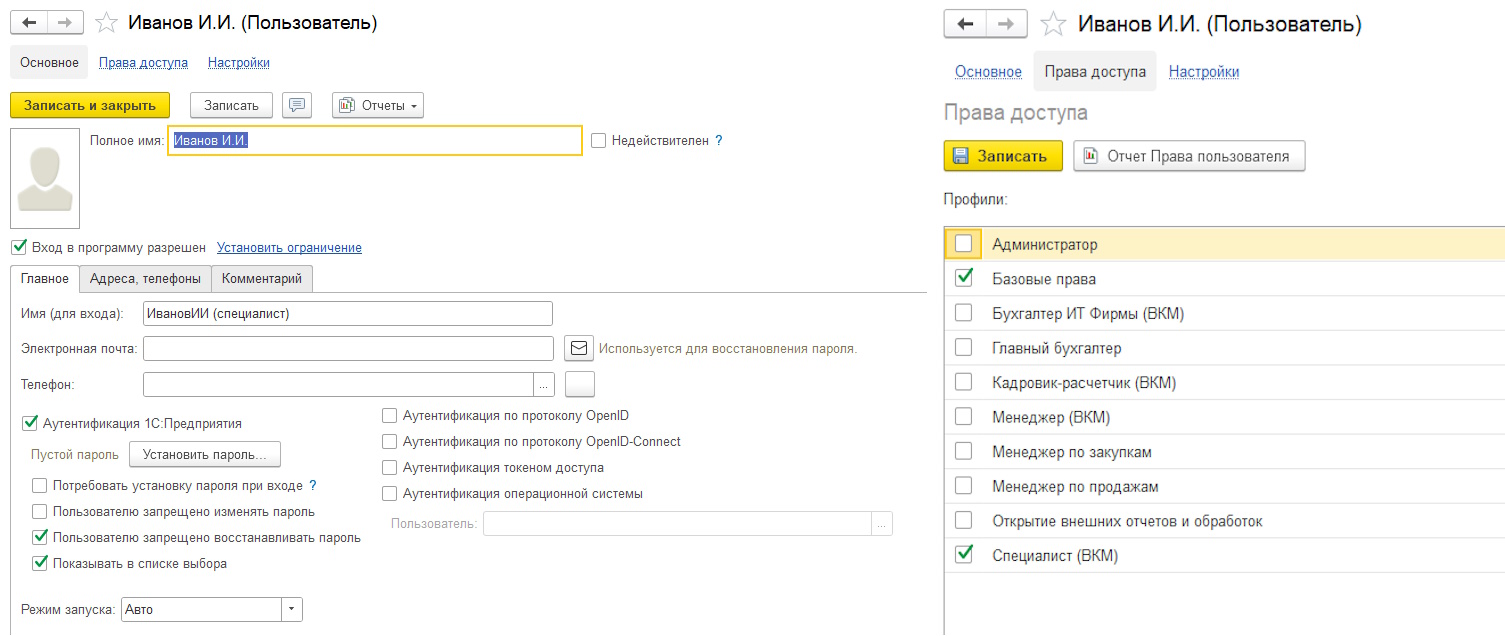 Иванов И.И. (Пользователь)
Основное Права доступа Настройки
Записать и закрыть Записать Отчеты
Полное имя: Иванов И.И. Недействителен ?
Вход в программу разрешен Установить ограничение
Главное Адреса, телефоны Комментарий
Имя (для входа): ИвановИИ (специалист)
Электронная почта: Используется для восстановления пароля.
Телефон: ...
Аутентификация 1С:Предприятия
Пустой пароль Установить пароль...
Потребовать установку пароля при входе ?
Пользователю запрещено изменять пароль
Пользователю запрещено восстанавливать пароль
Показывать в списке выбора
Аутентификация по протоколу OpenID
Аутентификация по протоколу OpenID-Connect
Аутентификация токеном доступа
Аутентификация операционной системы
Пользователь: ...
Режим запуска: Авто
Иванов И.И. (Пользователь)
Основное Права доступа Настройки
Права доступа
Записать Отчет Права пользователя
Профили:
Администратор
Базовые права
Бухгалтер ИТ Фирмы (ВКМ)
Главный бухгалтер
Кадровик-расчетчик (ВКМ)
Менеджер (ВКМ)
Менеджер по закупкам
Менеджер по продажам
Открытие внешних отчетов и обработок
Специалист (ВКМ)